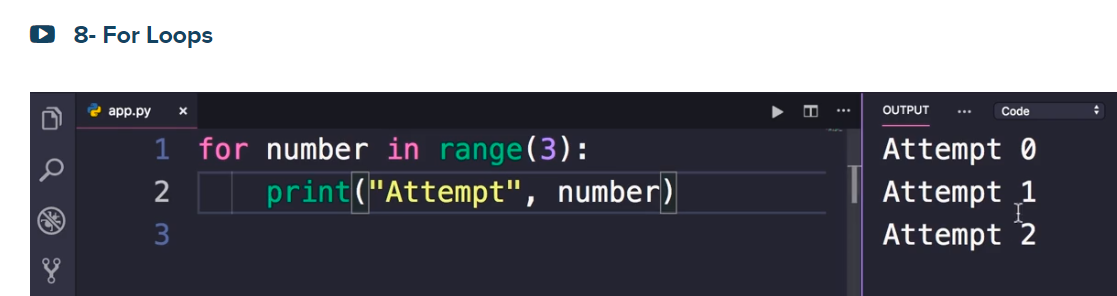 8- For Loops
app.py ×
OUTPUT ··· Code
1 for number in range(3):
2     print("Attempt", number)
3
Attempt 0
Attempt 1
Attempt 2